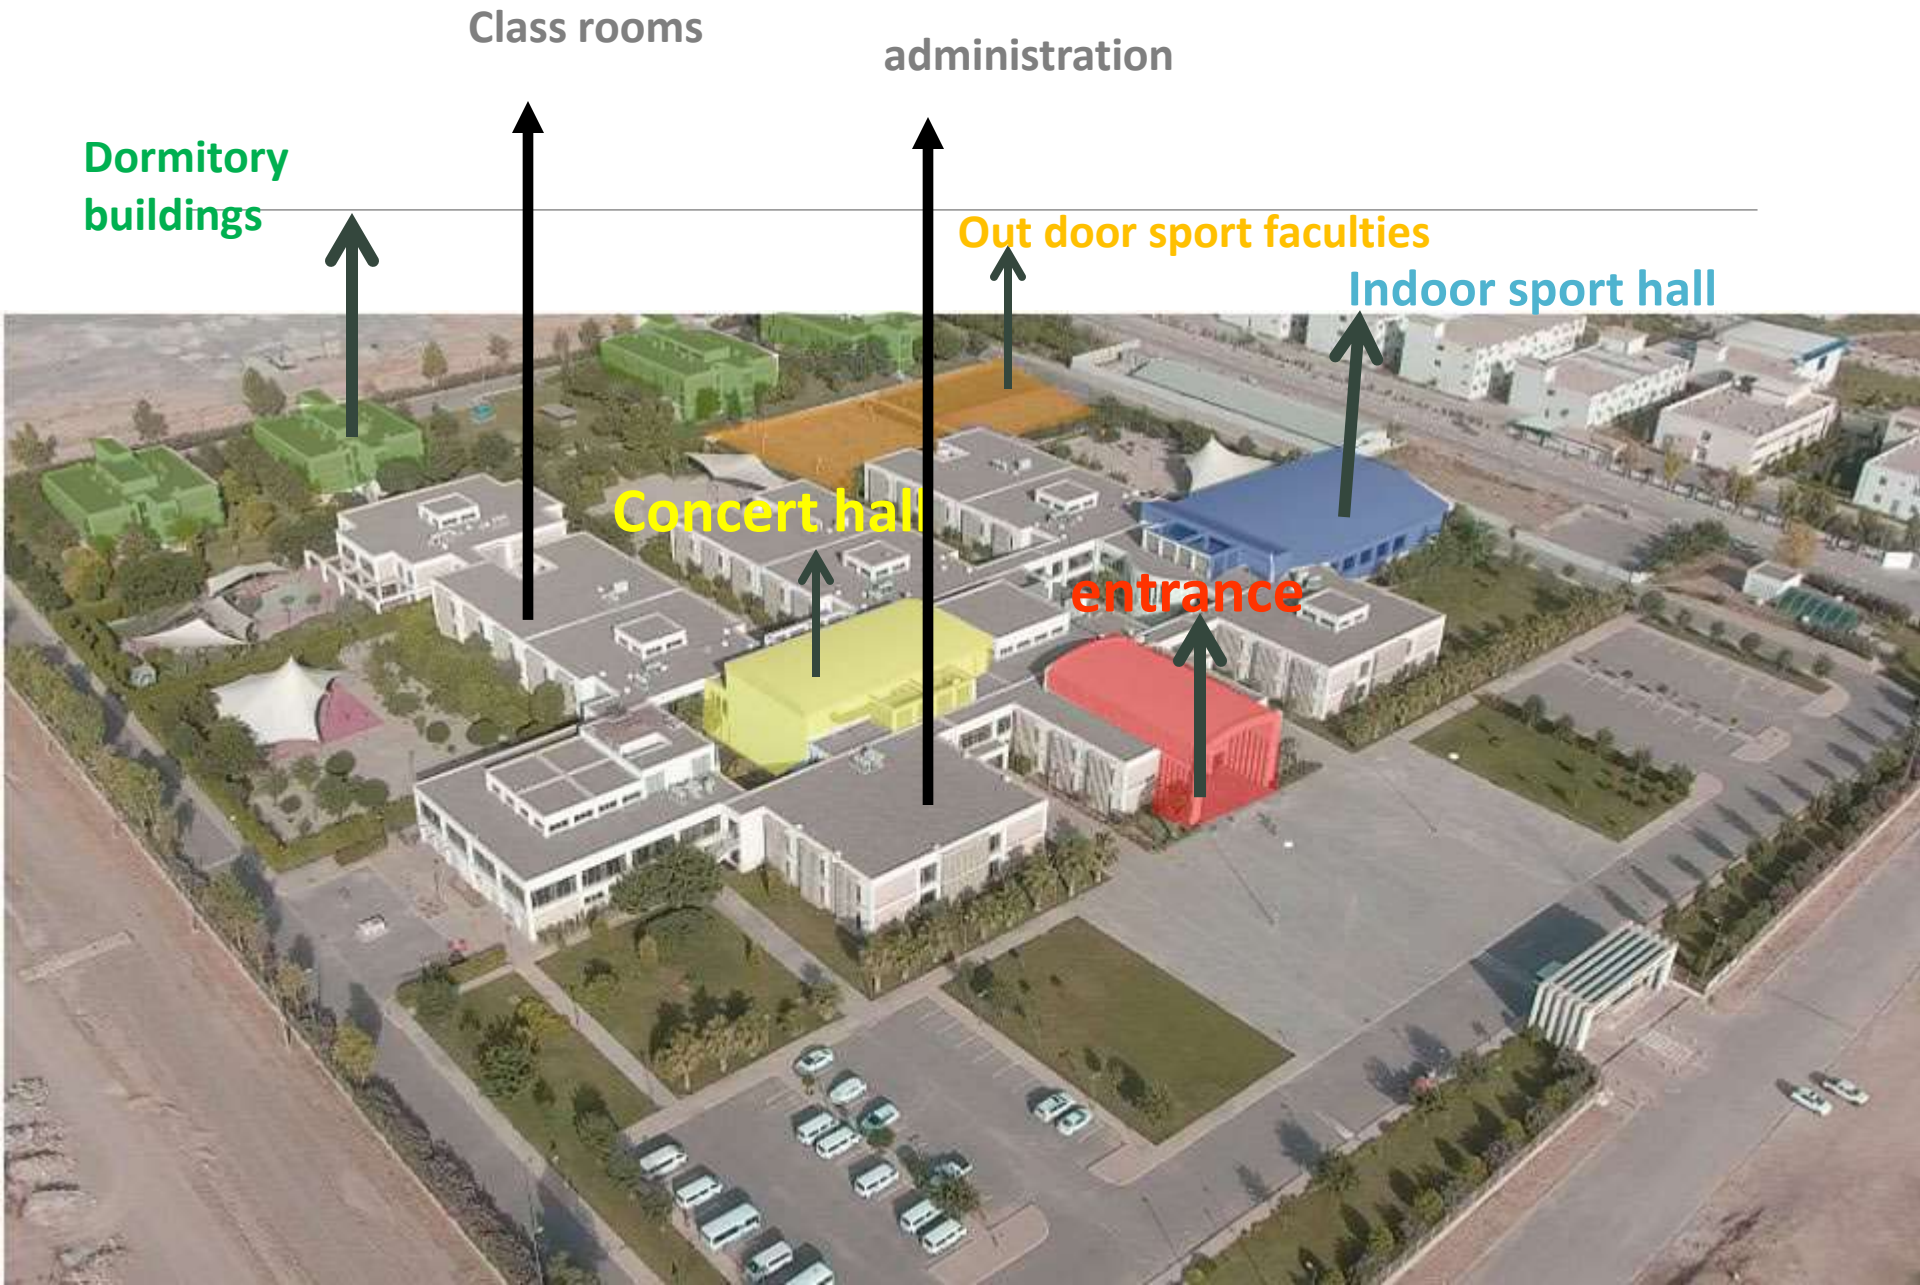 Class rooms
administration
Dormitory
buildings
Out door sport faculties
Indoor sport hall
Concert hall
entrance